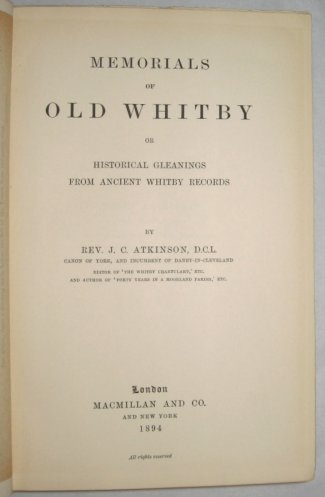 MEMORIALS
OF
OLD WHITBY
OR
HISTORICAL GLEANINGS
FROM ANCIENT WHITBY RECORDS
BY
REV. J. C. ATKINSON, D.C.L.
CANON OF YORK, AND INCUMBENT OF DANBY-IN-CLEVELAND
EDITOR OF 'THE WHITBY CHARTULARY,' ETC.
AND AUTHOR OF 'FORTY YEARS IN A MOORLAND PARISH,' ETC.
London
MACMILLAN AND CO.
AND NEW YORK
1894
All rights reserved